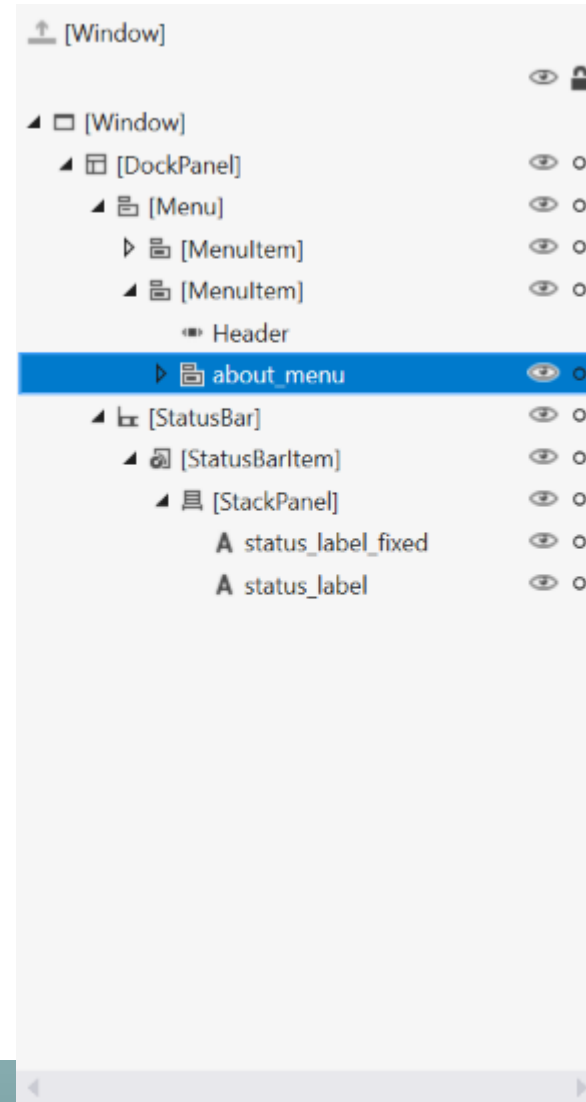 [Window]
[Window]
[DockPanel]
[Menu]
[MenuItem]
[MenuItem]
Header
about_menu
[StatusBar]
[StatusBarItem]
[StackPanel]
A status_label_fixed
A status_label